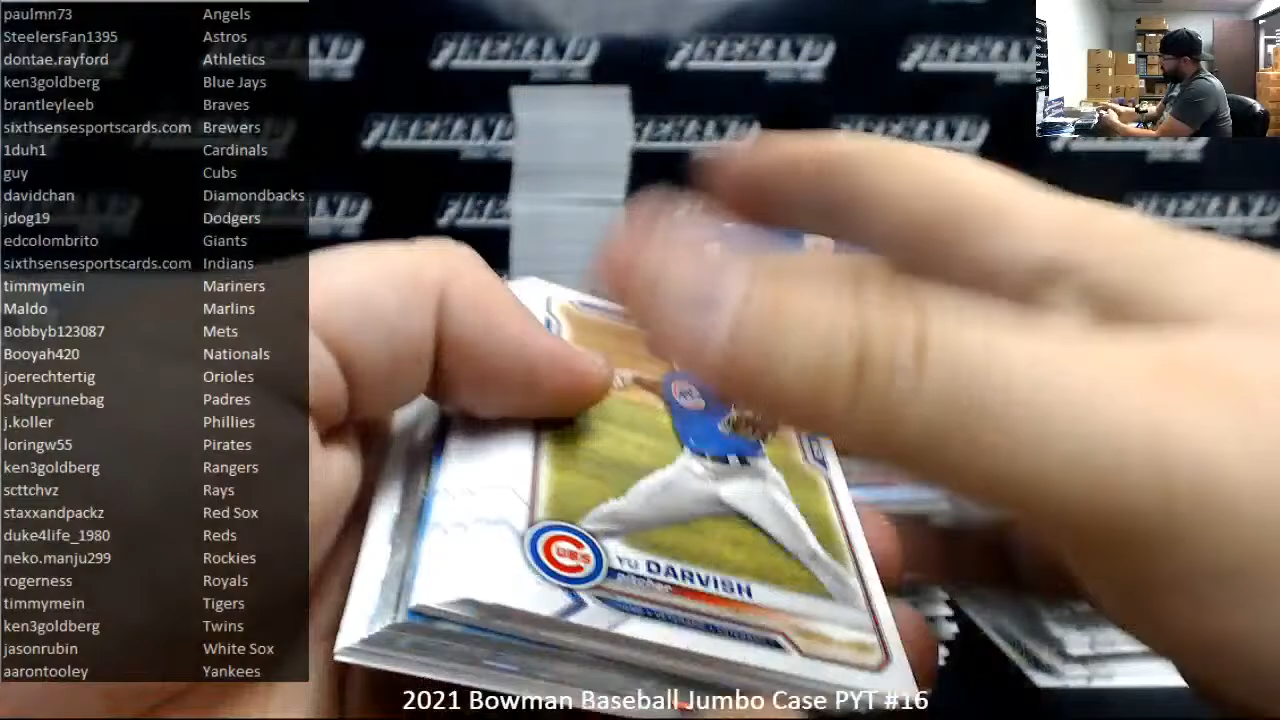 paulmn73 Angels
SteelersFan1395 Astros
dontae.rayford Athletics
ken3goldberg Blue Jays
brantleyleeb Braves
sixthsensesportscards.com Brewers
1duh1 Cardinals
guy Cubs
davidchan Diamondbacks
jdog19 Dodgers
edcolombrito Giants
sixthsensesportscards.com Indians
timmymein Mariners
Maldo Marlins
Bobbyb123087 Mets
Booyah420 Nationals
joerechtertig Orioles
Saltyprunebag Padres
j.koller Phillies
loringw55 Pirates
ken3goldberg Rangers
scttchvz Rays
staxxandpackz Red Sox
duke4life_1980 Reds
neko.manju299 Rockies
rogerness Royals
timmymein Tigers
ken3goldberg Twins
jasonrubin White Sox
aarontooley Yankees
FIREHAND FIREHAND FIREHAND
FIREHAND
CUBS
YU DARVISH
2021 Bowman Baseball Jumbo Case PYT #16